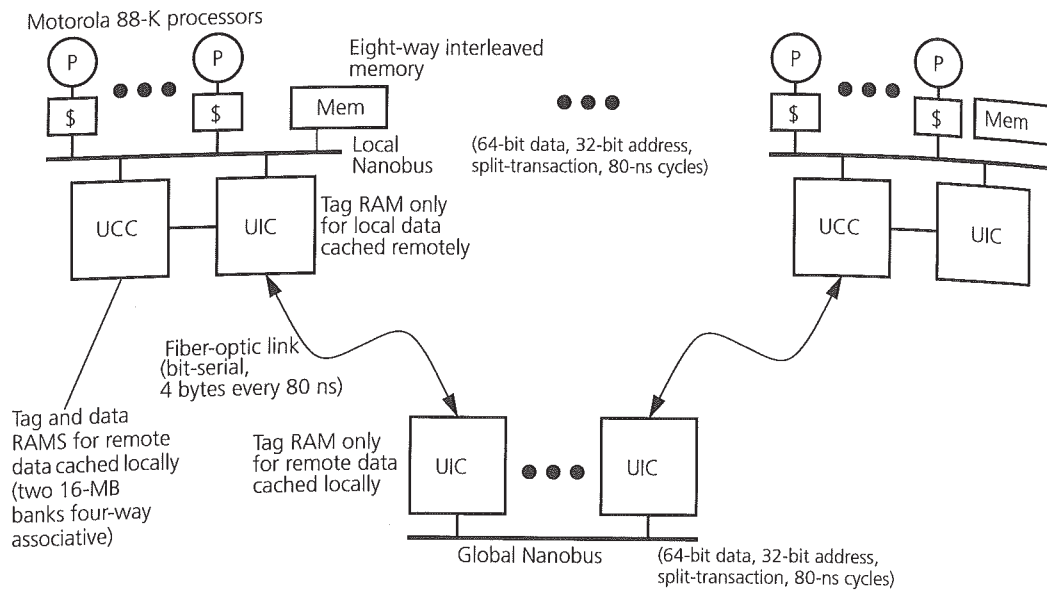 Motorola 88-K processors
P
P
$
$
Eight-way interleaved
memory
Mem
Local
Nanobus
(64-bit data, 32-bit address,
split-transaction, 80-ns cycles)
P
P
$
$
Mem
UCC
UIC
Tag RAM only
for local data
cached remotely
UCC
UIC
Fiber-optic link
(bit-serial,
4 bytes every 80 ns)
Tag and data
RAMS for remote
data cached locally
(two 16-MB
banks four-way
associative)
Tag RAM only
for remote data
cached locally
UIC
UIC
Global Nanobus
(64-bit data, 32-bit address,
split-transaction, 80-ns cycles)